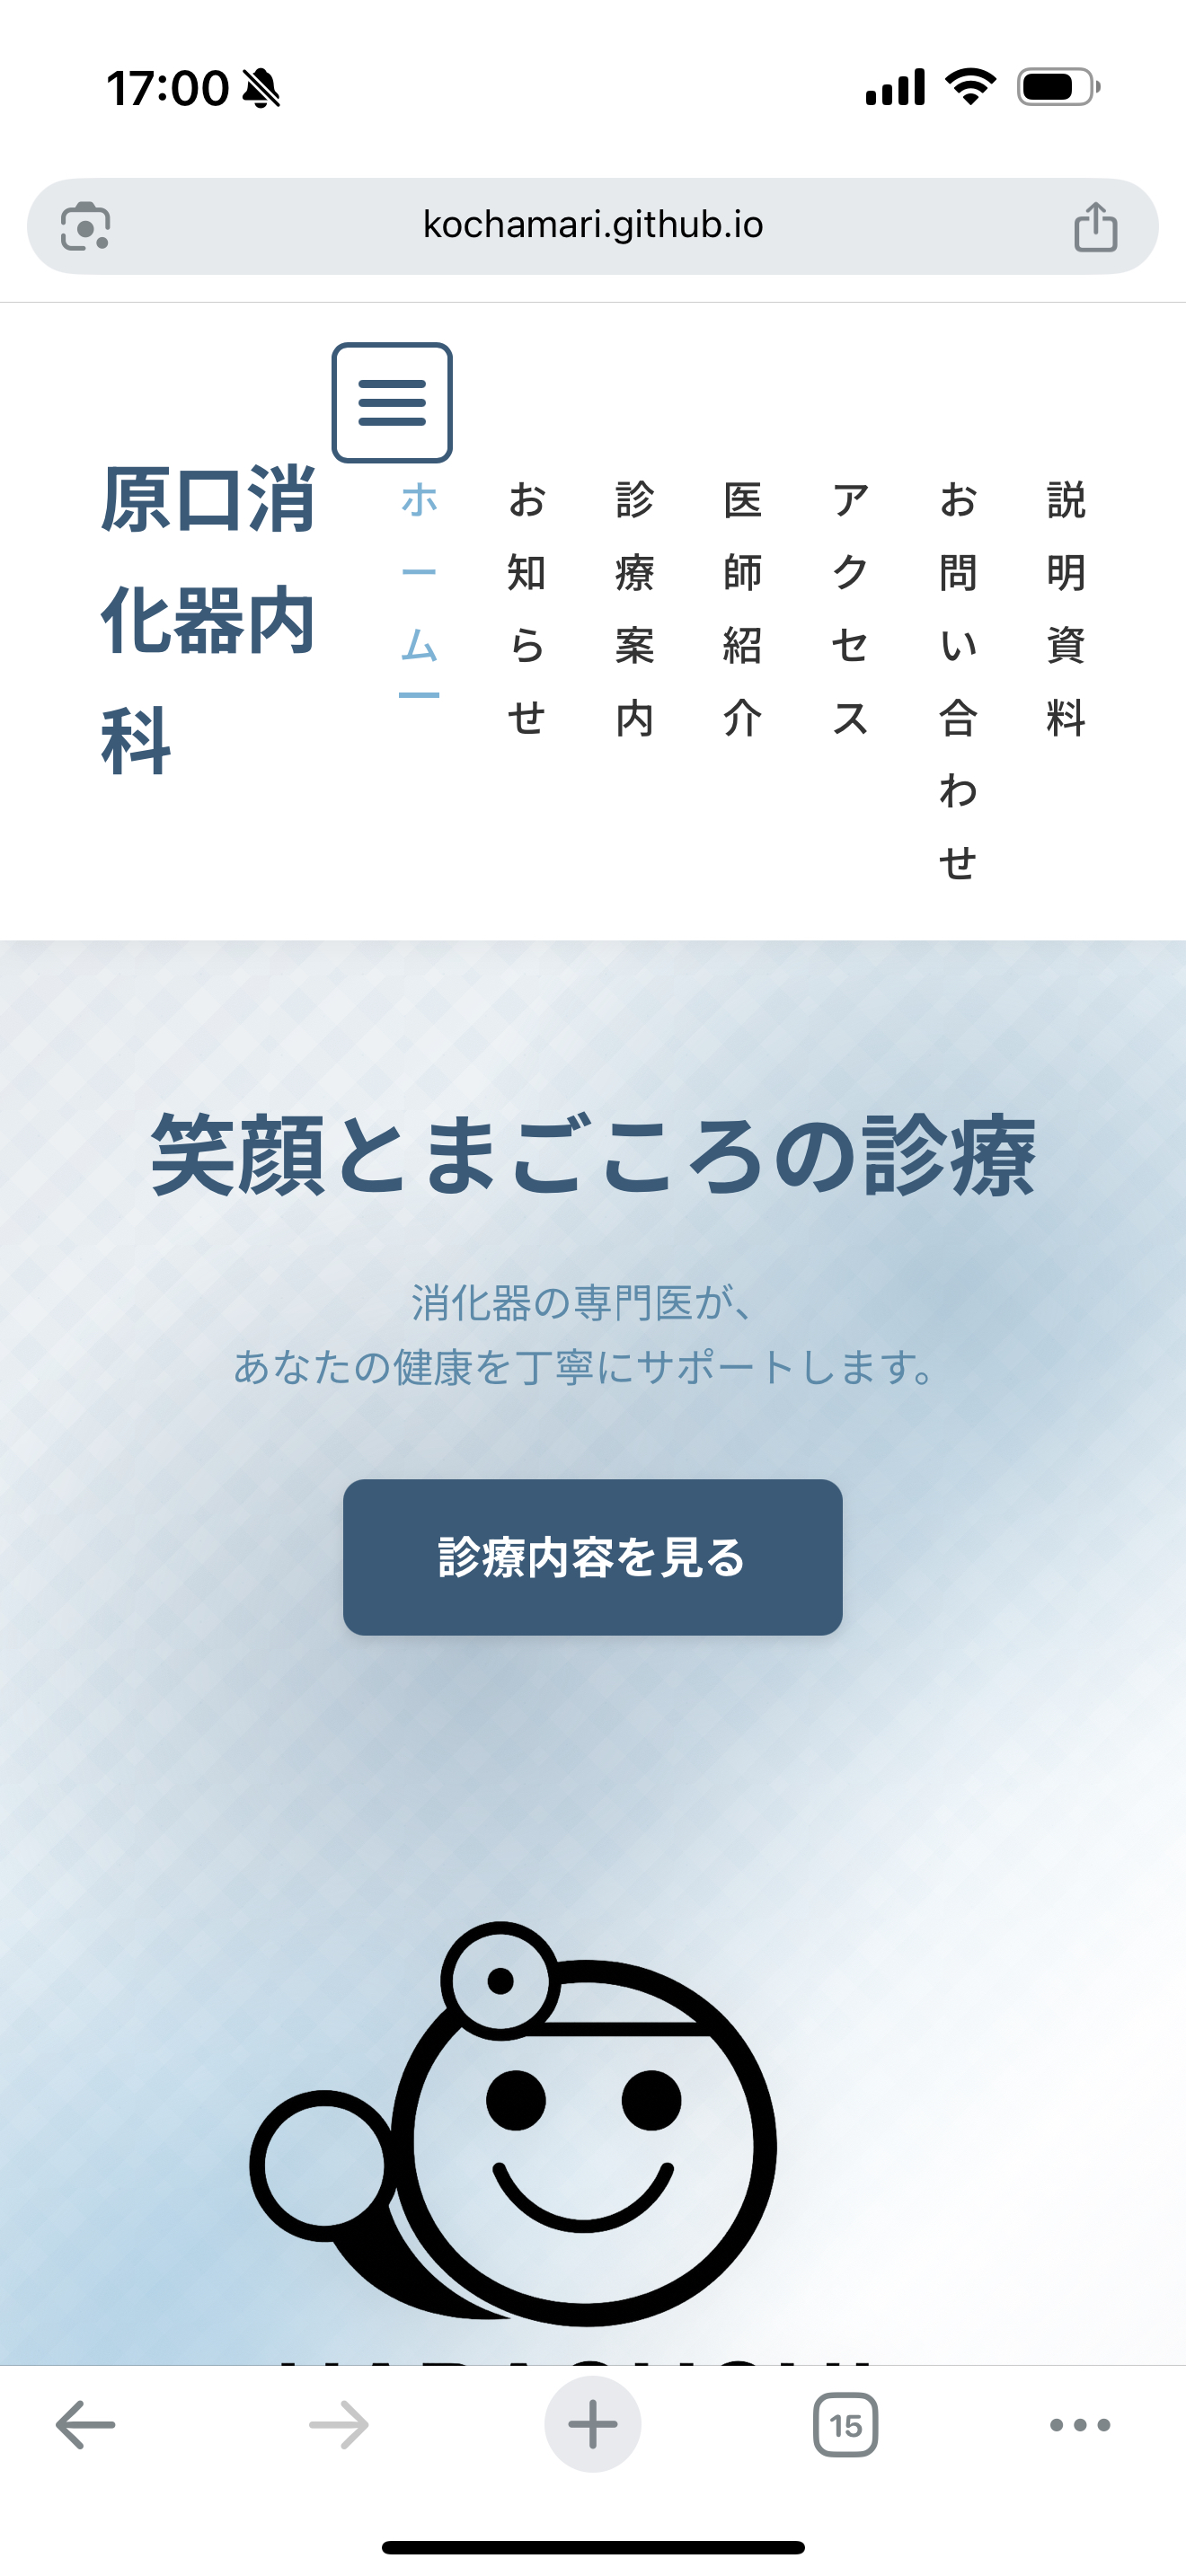 17:00
kochamari.github.io
原口消
化器内
科
ホーム
お知らせ
診療案内
医師紹介
アクセス
お問い合わせ
説明資料
笑顔とまごころの診療
消化器の専門医が、
あなたの健康を丁寧にサポートします。
診療内容を見る
15